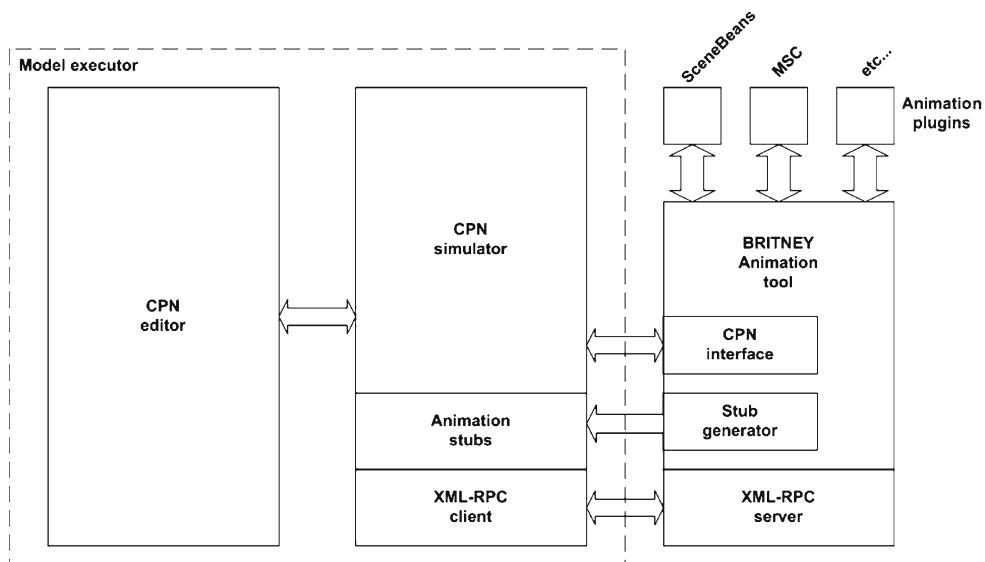 SceneBeans
MSC
etc...
Model executor
Animation
plugins
CPN
editor
CPN
simulator
BRITNEY
Animation
tool
CPN
interface
Animation
stubs
Stub
generator
XML-RPC
client
XML-RPC
server